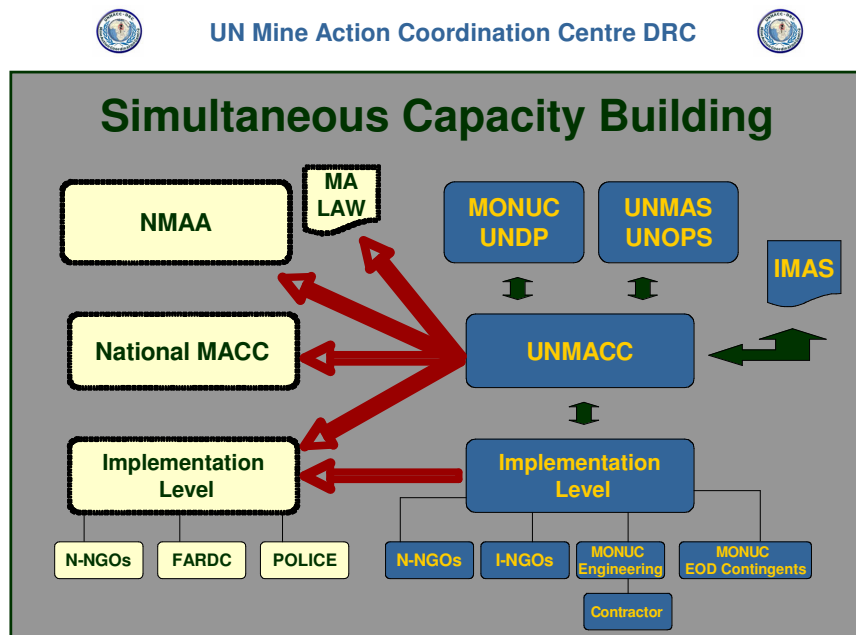 UN Mine Action Coordination Centre DRC
Simultaneous Capacity Building
NMAA
MA
LAW
MONUC
UNDP
UNMAS
UNOPS
IMAS
National MACC
UNMACC
Implementation
Level
Implementation
Level
N-NGOs
FARDC
POLICE
N-NGOs
I-NGOs
MONUC
Engineering
MONUC
EOD Contingents
Contractor